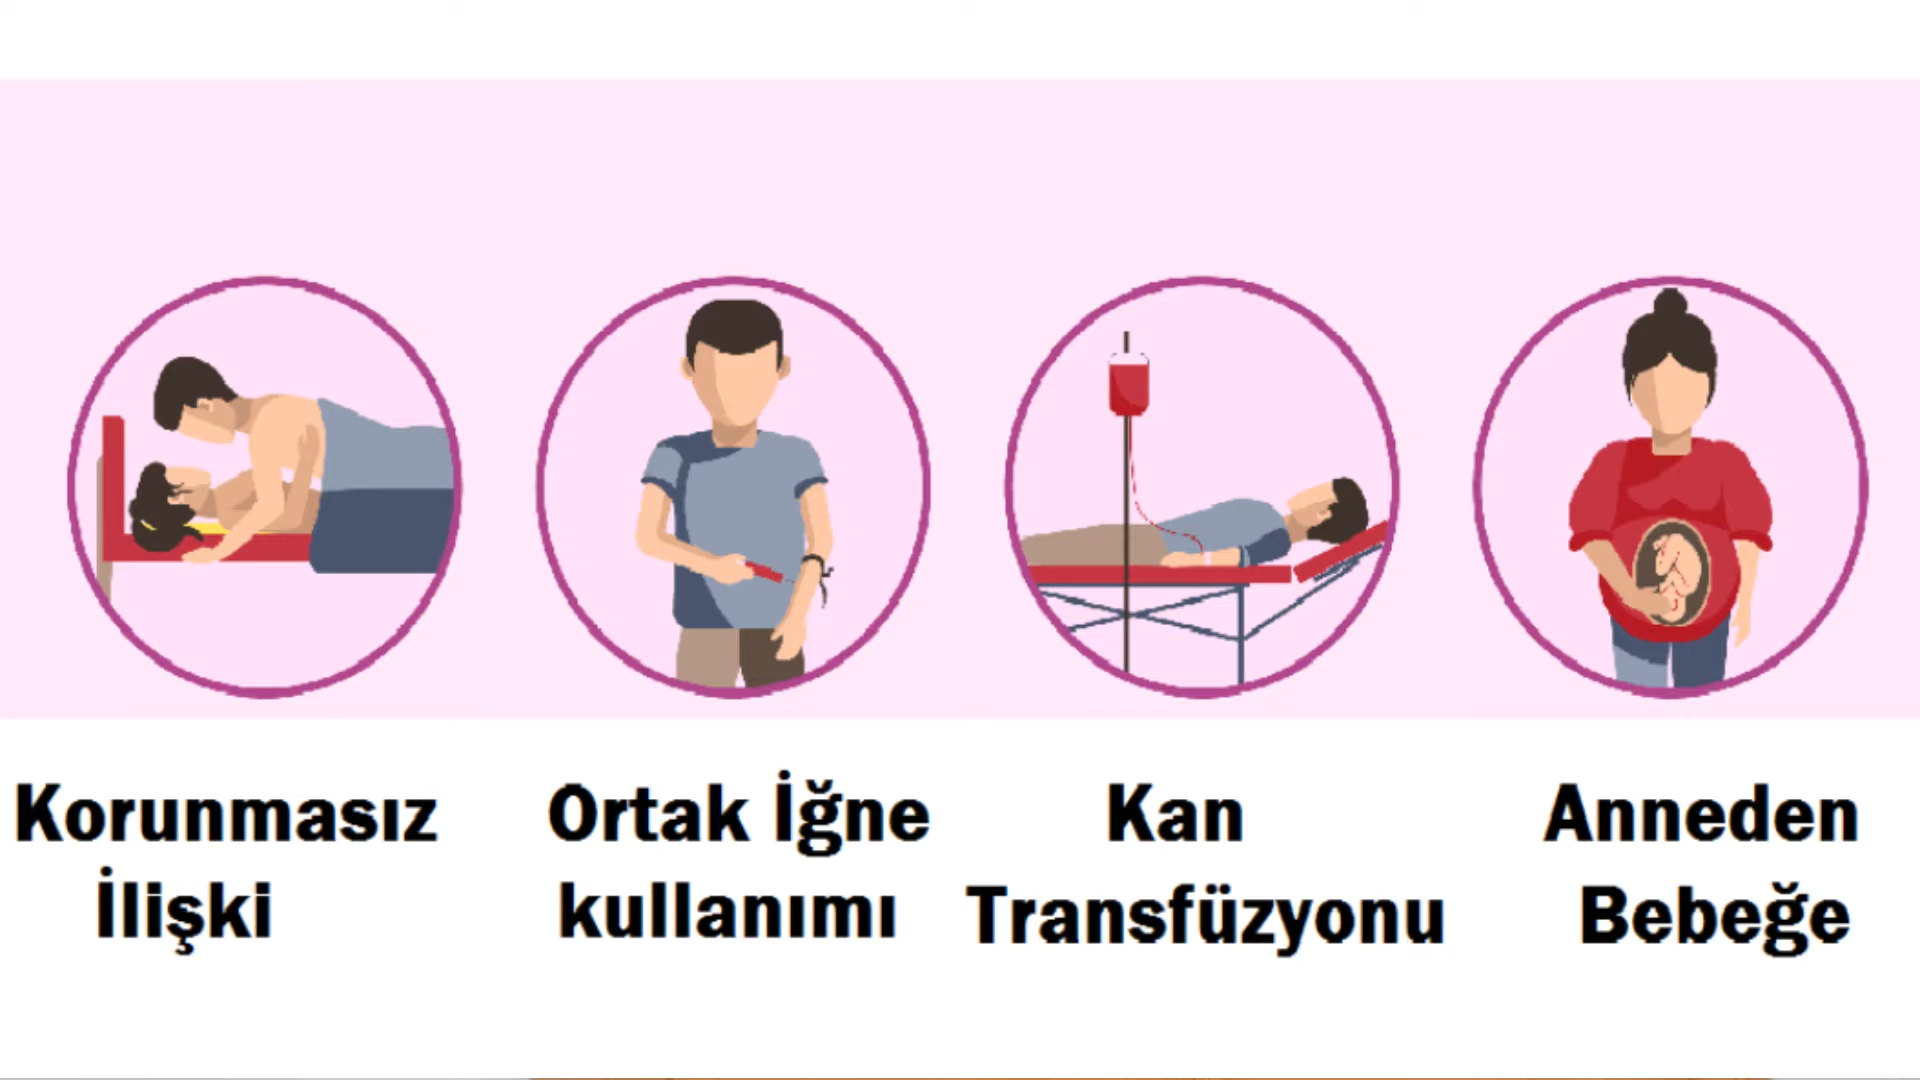 Korunmasız
İlişki
Ortak İğne
kullanımı
Kan
Transfüzyonu
Anneden
Bebeğe